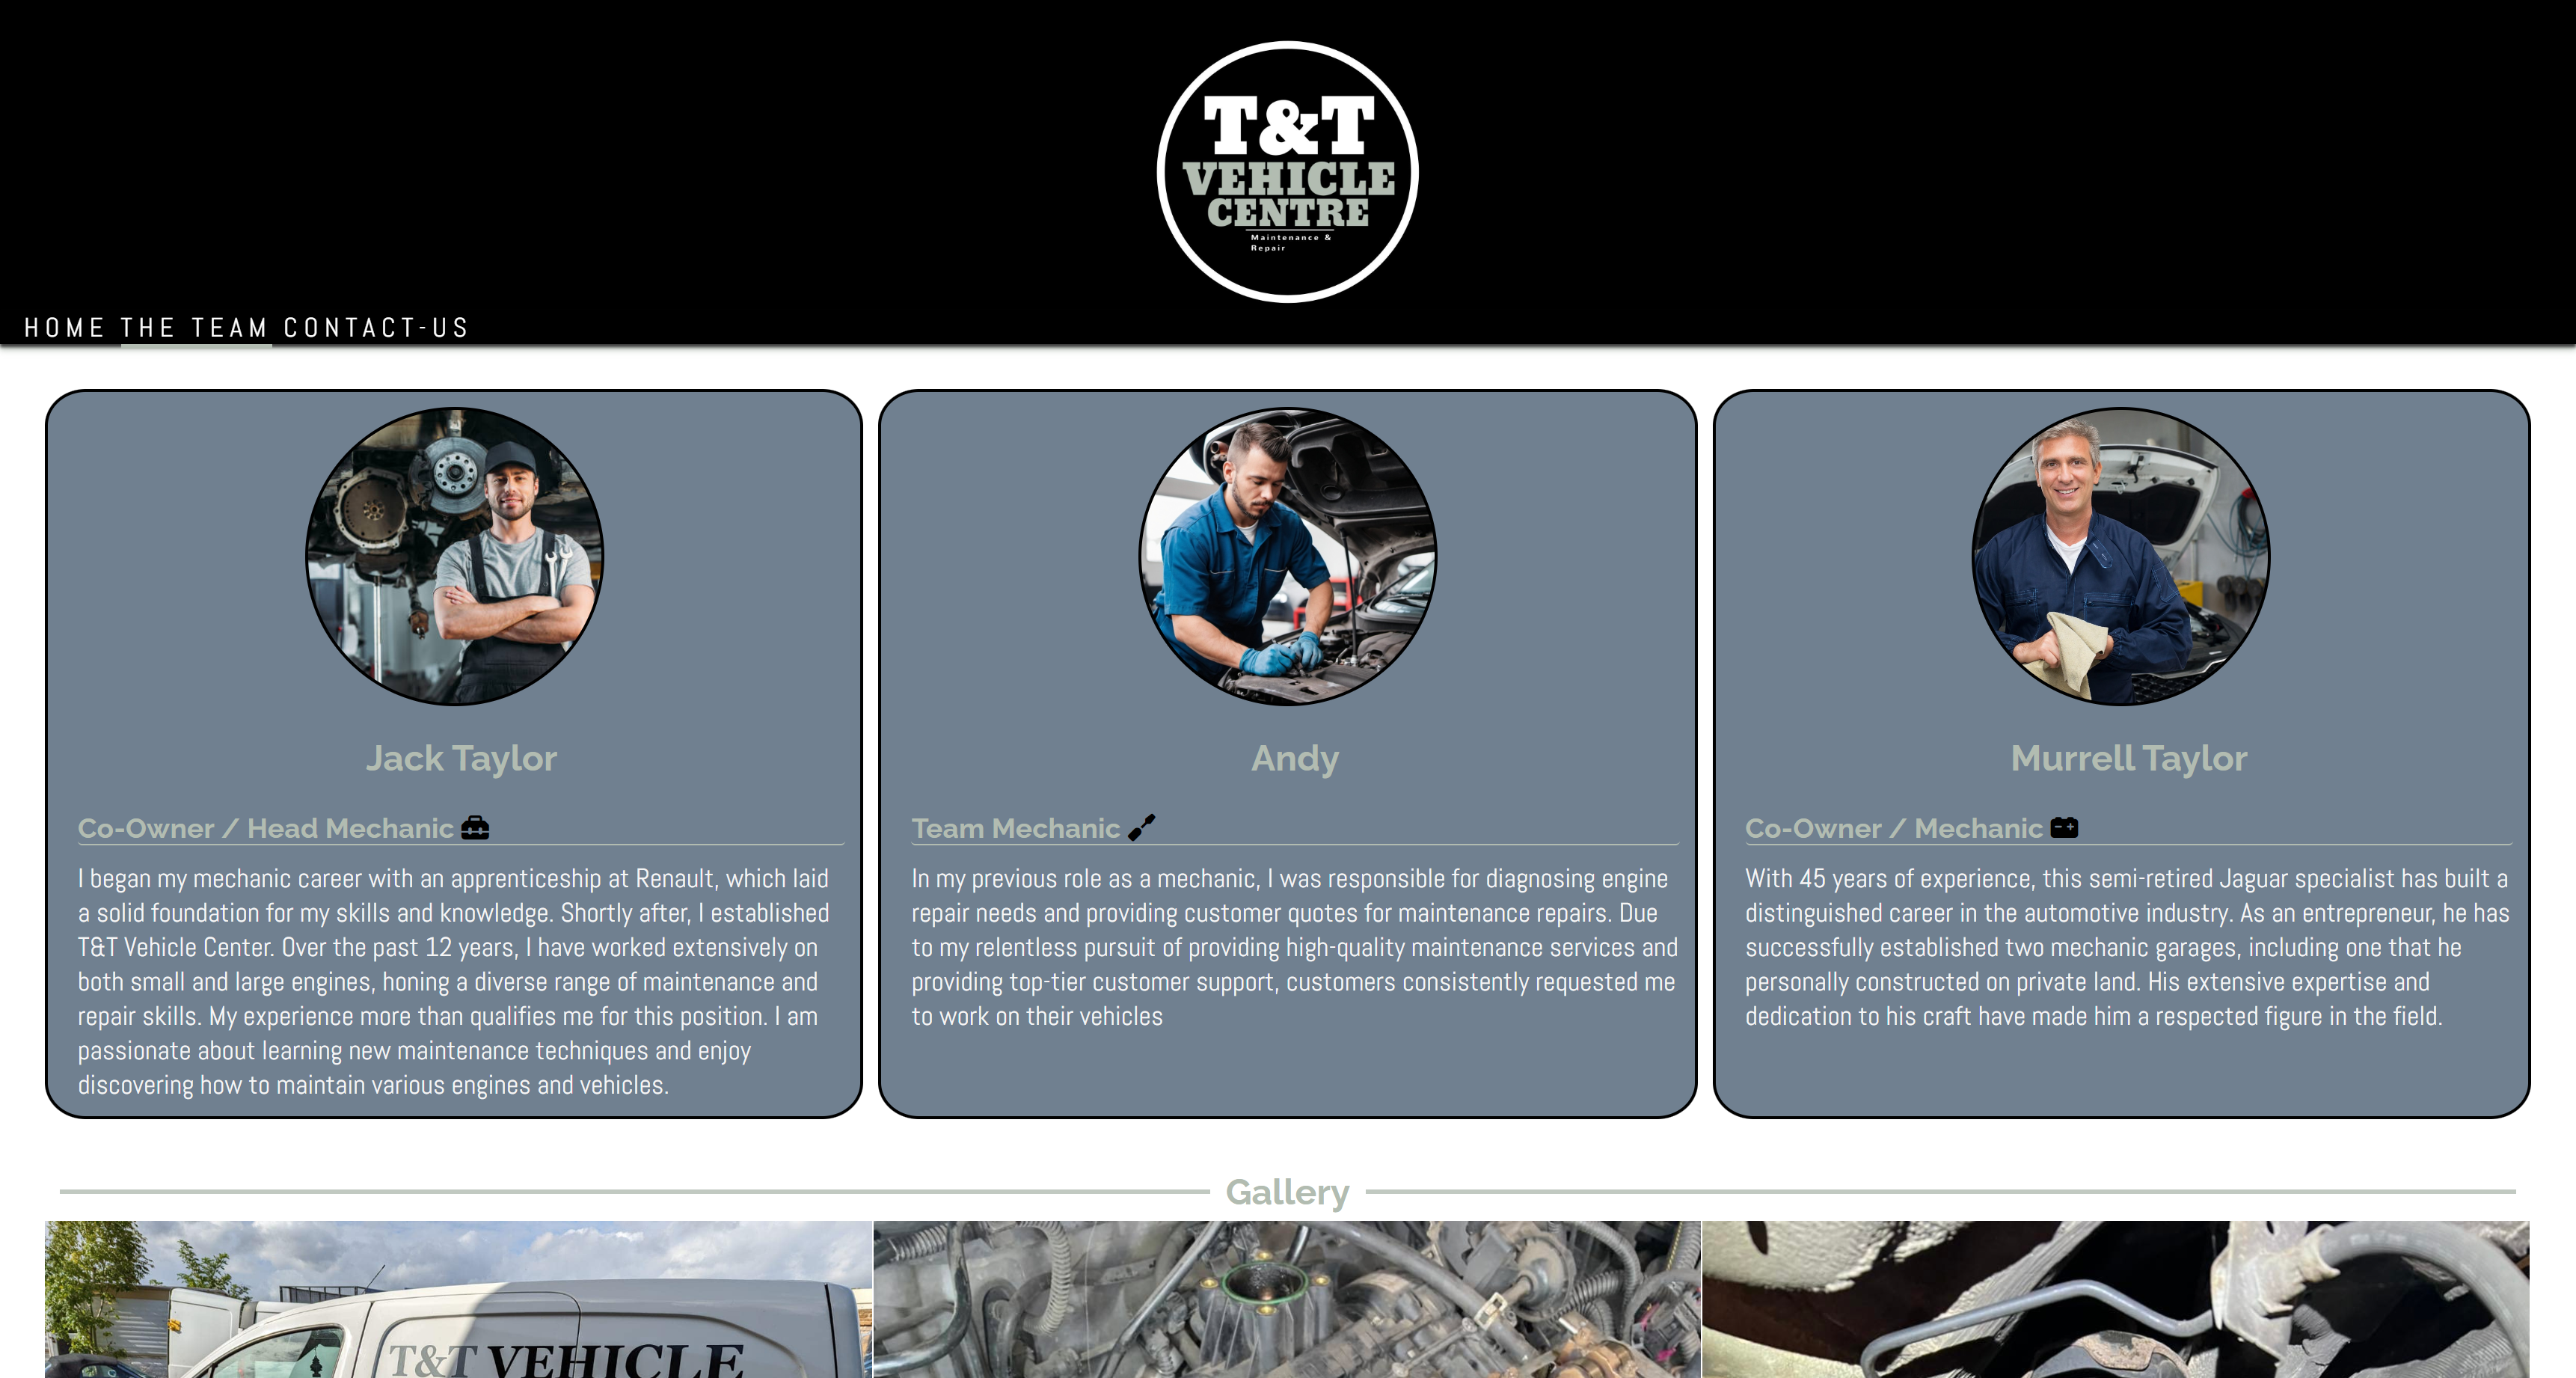 T&T
VEHICLE
CENTRE
Maintenance &
Repair
HOME THE TEAM CONTACT-US
Jack Taylor
Co-Owner / Head Mechanic
I began my mechanic career with an apprenticeship at Renault, which laid
a solid foundation for my skills and knowledge. Shortly after, I established
T&T Vehicle Center. Over the past 12 years, I have worked extensively on
both small and large engines, honing a diverse range of maintenance and
repair skills. My experience more than qualifies me for this position. I am
passionate about learning new maintenance techniques and enjoy
discovering how to maintain various engines and vehicles.
Andy
Team Mechanic
In my previous role as a mechanic, I was responsible for diagnosing engine
repair needs and providing customer quotes for maintenance repairs. Due
to my relentless pursuit of providing high-quality maintenance services and
providing top-tier customer support, customers consistently requested me
to work on their vehicles
Murrell Taylor
Co-Owner / Mechanic
With 45 years of experience, this semi-retired Jaguar specialist has built a
distinguished career in the automotive industry. As an entrepreneur, he has
successfully established two mechanic garages, including one that he
personally constructed on private land. His extensive expertise and
dedication to his craft have made him a respected figure in the field.
Gallery
T&T VEHICLE